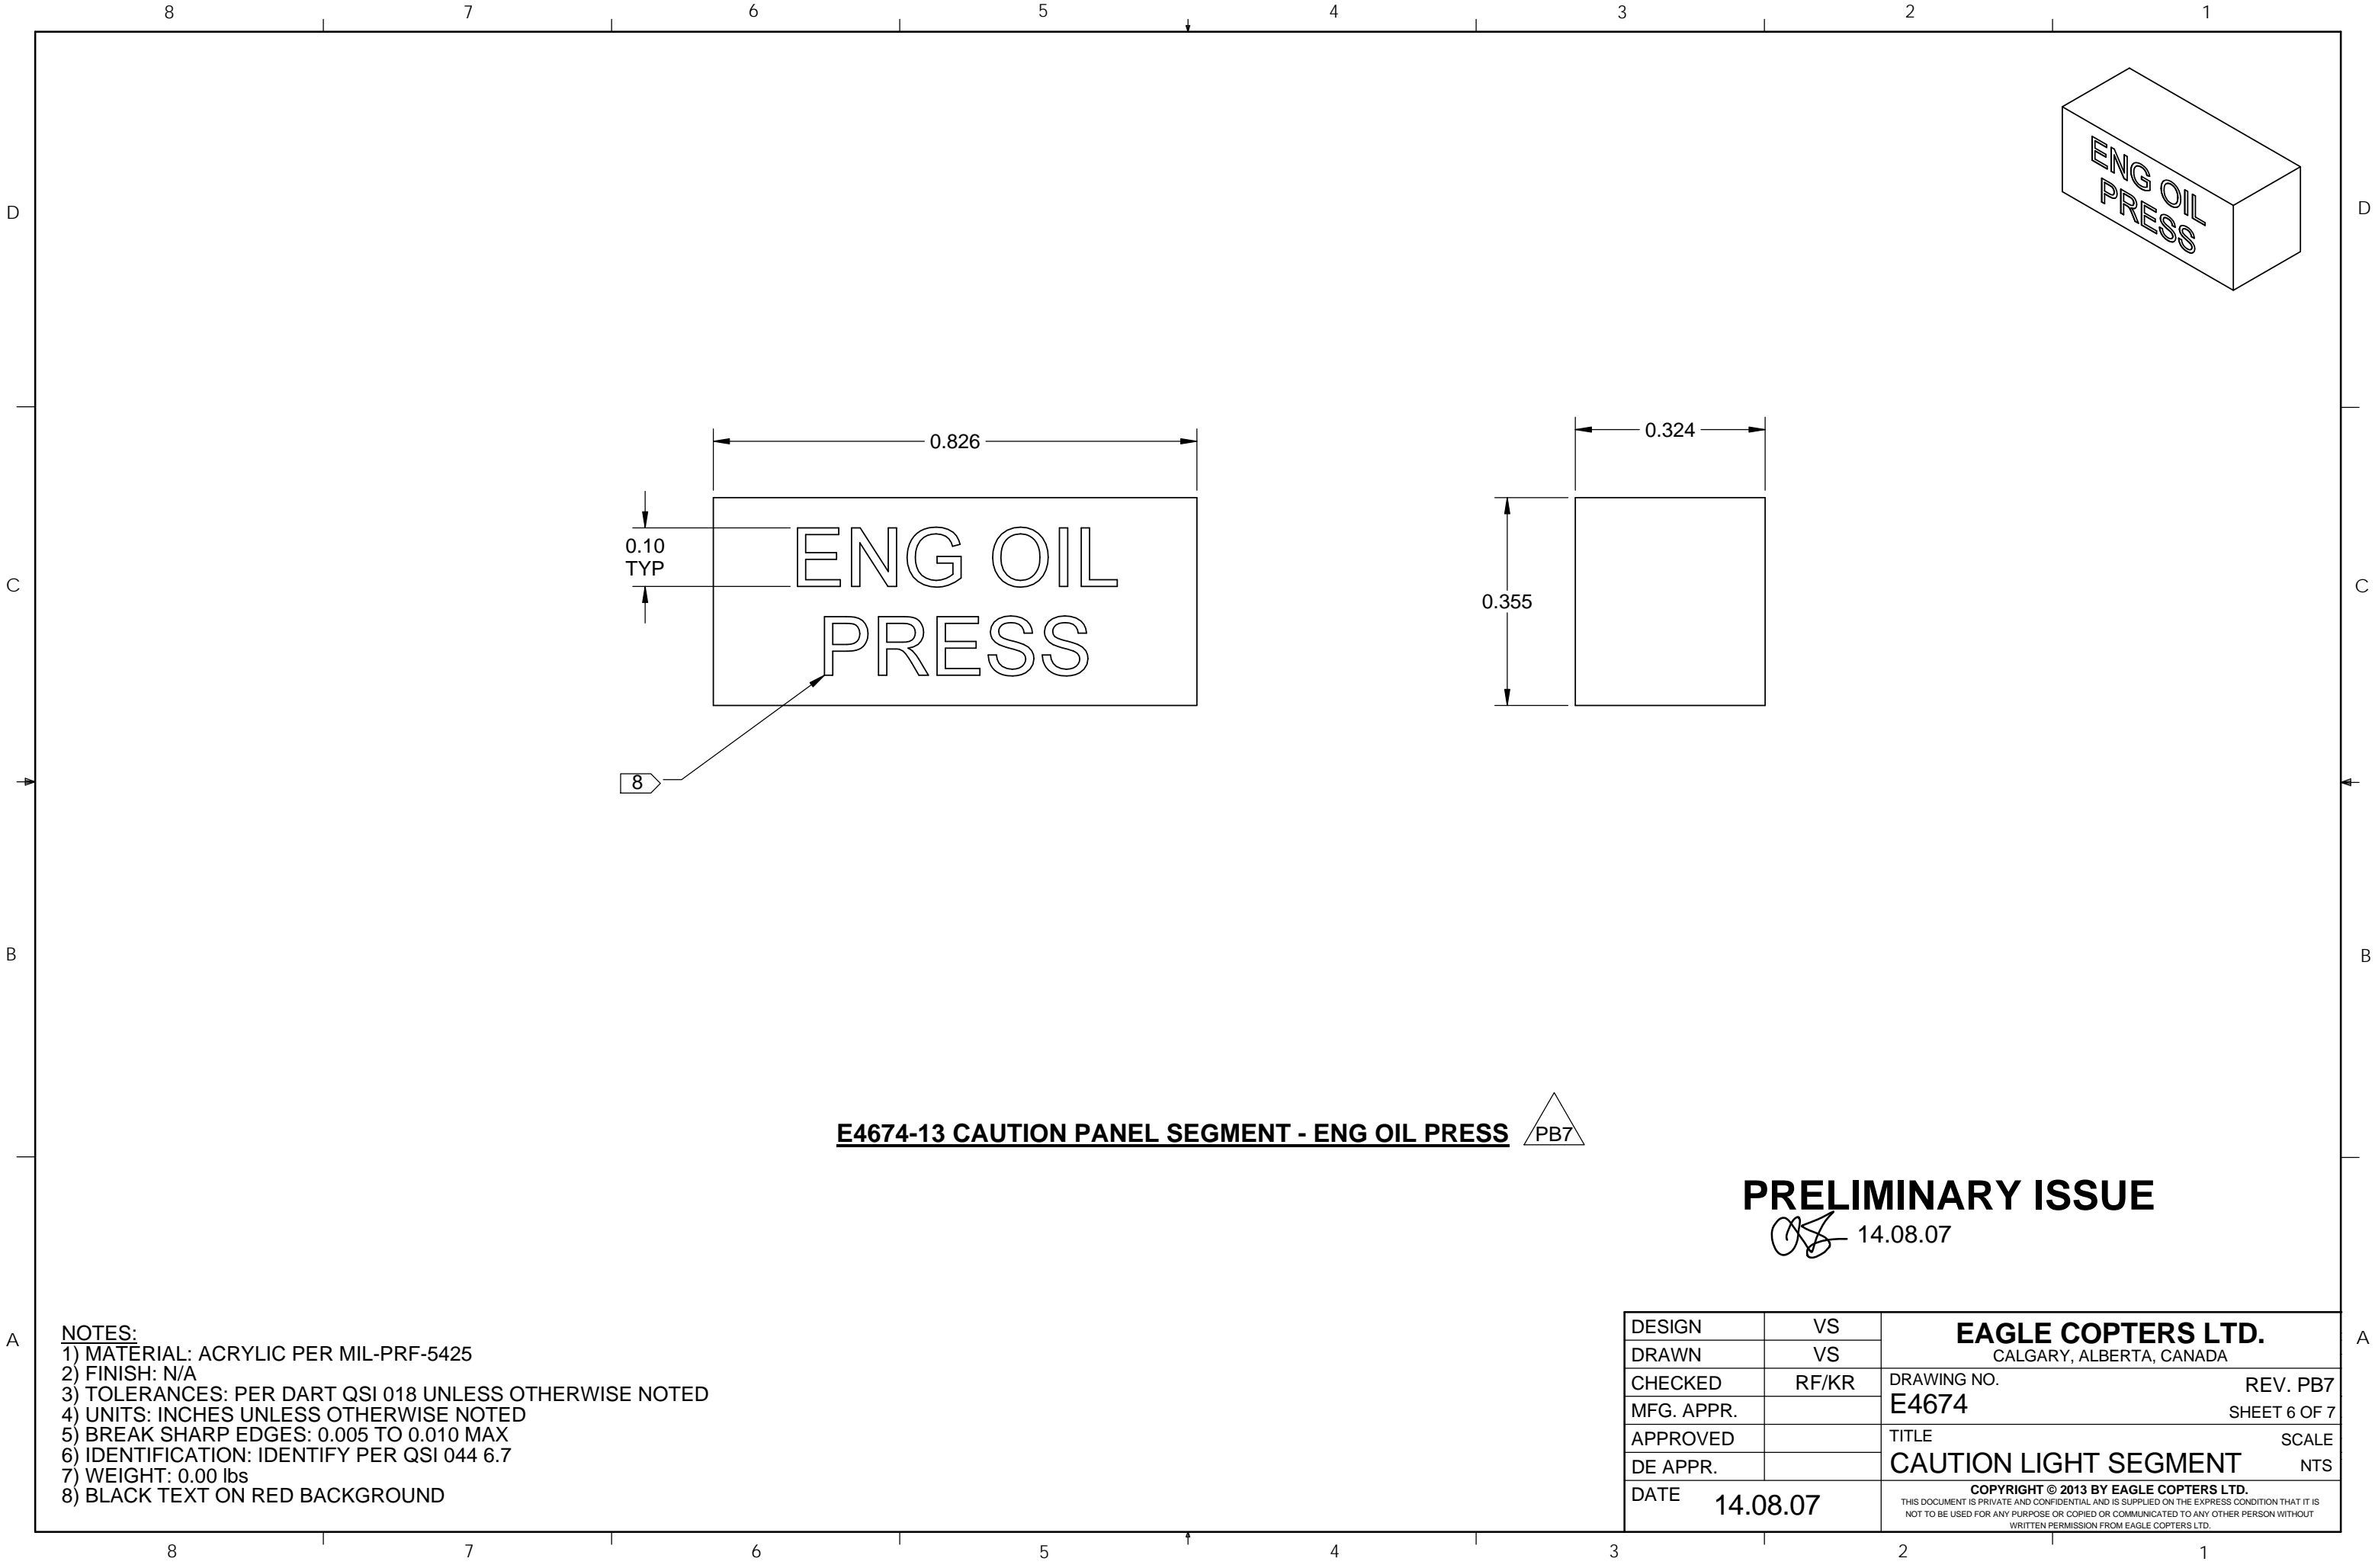 8 7 6 5 4 3 2 1
D
D
ENG OIL
PRESS
0.826
0.324
0.10
TYP
ENG OIL
PRESS
0.355
C
C
8
B
B
E4674-13 CAUTION PANEL SEGMENT - ENG OIL PRESS
PB7
PRELIMINARY ISSUE
14.08.07
A
A
NOTES:
1) MATERIAL: ACRYLIC PER MIL-PRF-5425
2) FINISH: N/A
3) TOLERANCES: PER DART QSI 018 UNLESS OTHERWISE NOTED
4) UNITS: INCHES UNLESS OTHERWISE NOTED
5) BREAK SHARP EDGES: 0.005 TO 0.010 MAX
6) IDENTIFICATION: IDENTIFY PER QSI 044 6.7
7) WEIGHT: 0.00 lbs
8) BLACK TEXT ON RED BACKGROUND
DESIGN VS
DRAWN VS
CHECKED RF/KR
MFG. APPR.
APPROVED
DE APPR.
DATE 14.08.07
EAGLE COPTERS LTD.
CALGARY, ALBERTA, CANADA
DRAWING NO. REV. PB7
E4674 SHEET 6 OF 7
TITLE SCALE
CAUTION LIGHT SEGMENT NTS
COPYRIGHT © 2013 BY EAGLE COPTERS LTD.
THIS DOCUMENT IS PRIVATE AND CONFIDENTIAL AND IS SUPPLIED ON THE EXPRESS CONDITION THAT IT IS
NOT TO BE USED FOR ANY PURPOSE OR COPIED OR COMMUNICATED TO ANY OTHER PERSON WITHOUT
WRITTEN PERMISSION FROM EAGLE COPTERS LTD.
8 7 6 5 4 3 2 1